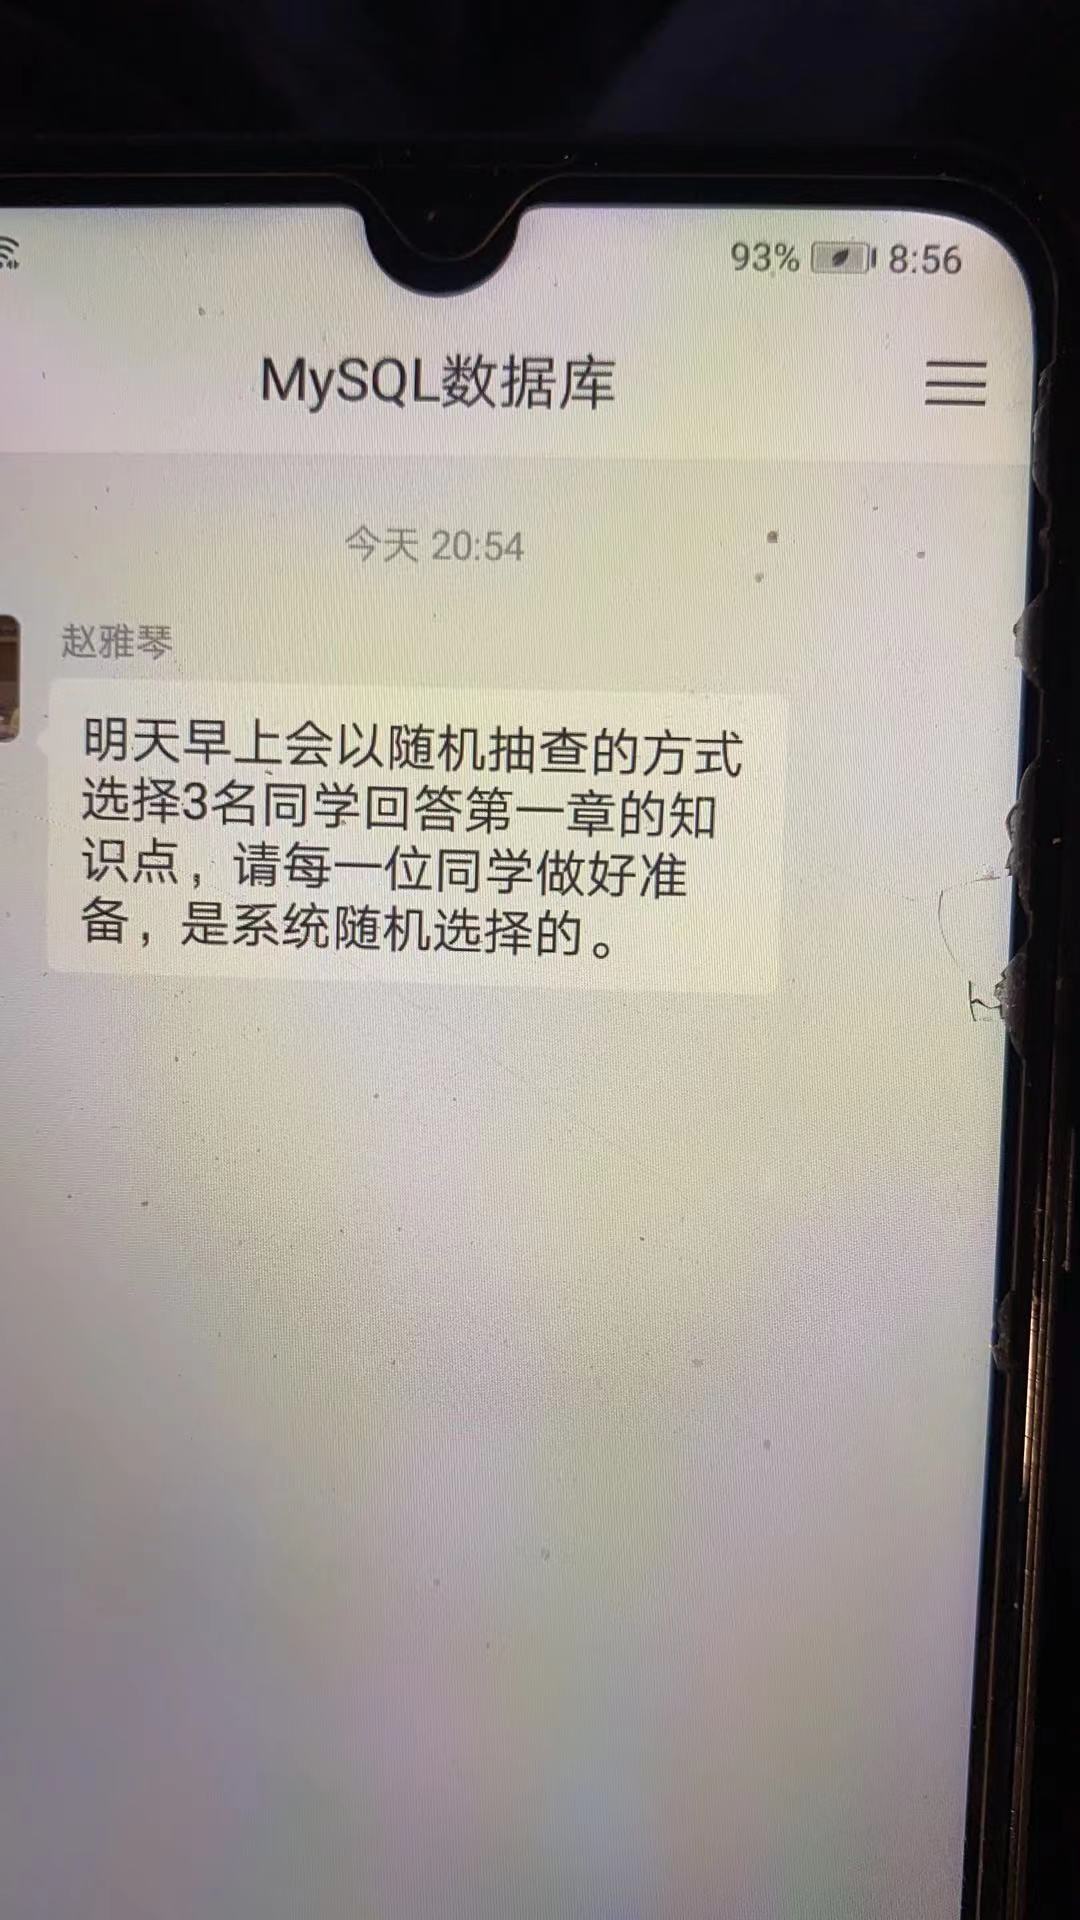 93% 8:56
MySQL数据库
今天 20:54
赵雅琴
明天早上会以随机抽查的方式
选择3名同学回答第一章的知
识点，请每一位同学做好准
备，是系统随机选择的。